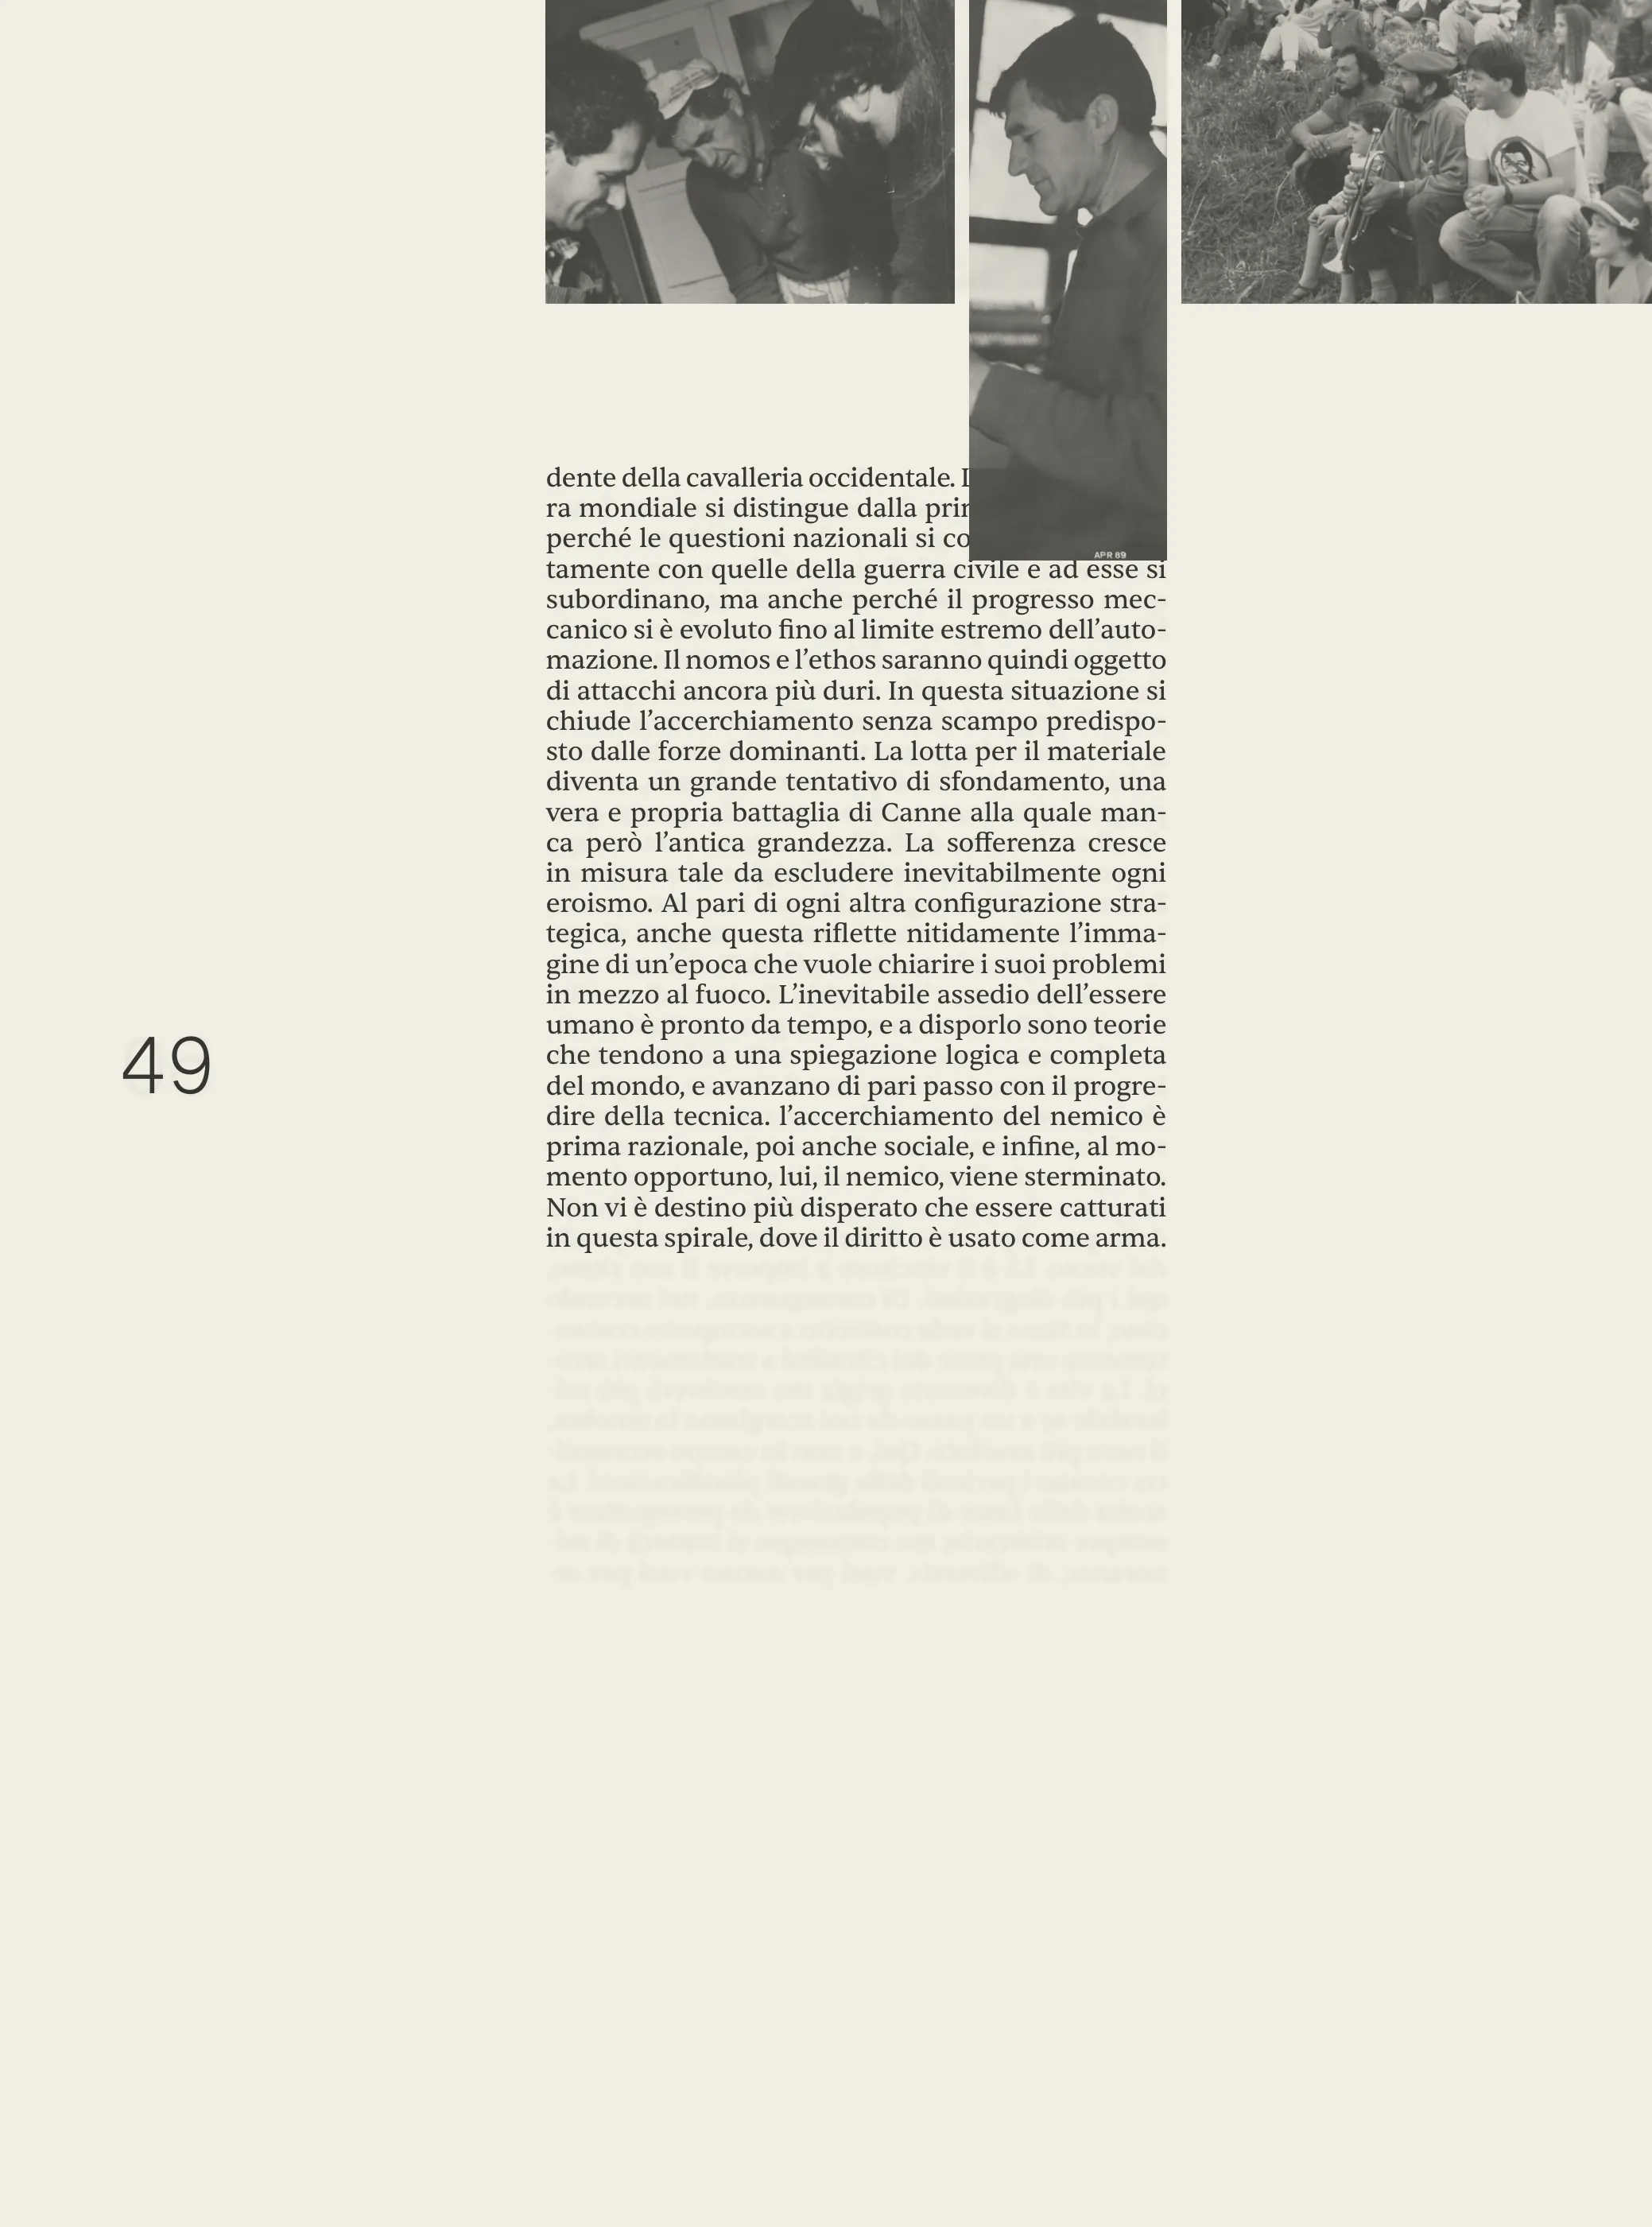 APR 89
dente della cavalleria occidentale.
ra mondiale si distingue dalla
perché le questioni nazionali si
tamente con quelle della guerra civile e ad esse si
subordinano, ma anche perché il progresso mec-
canico si è evoluto fino al limite estremo dell’auto-
mazione. Il nomos e l’ethos saranno quindi oggetto
di attacchi ancora più duri. In questa situazione si
chiude l’accerchiamento senza scampo predispo-
sto dalle forze dominanti. La lotta per il materiale
diventa un grande tentativo di sfondamento, una
vera e propria battaglia di Canne alla quale man-
ca però l’antica grandezza. La sofferenza cresce
in misura tale da escludere inevitabilmente ogni
eroismo. Al pari di ogni altra configurazione stra-
tegica, anche questa riflette nitidamente l’imma-
gine di un’epoca che vuole chiarire i suoi problemi
in mezzo al fuoco. L’inevitabile assedio dell’essere
umano è pronto da tempo, e a disporlo sono teorie
che tendono a una spiegazione logica e completa
del mondo, e avanzano di pari passo con il progre-
dire della tecnica. l’accerchiamento del nemico è
prima razionale, poi anche sociale, e infine, al mo-
mento opportuno, lui, il nemico, viene sterminato.
Non vi è destino più disperato che essere catturati
in questa spirale, dove il diritto è usato come arma.
49